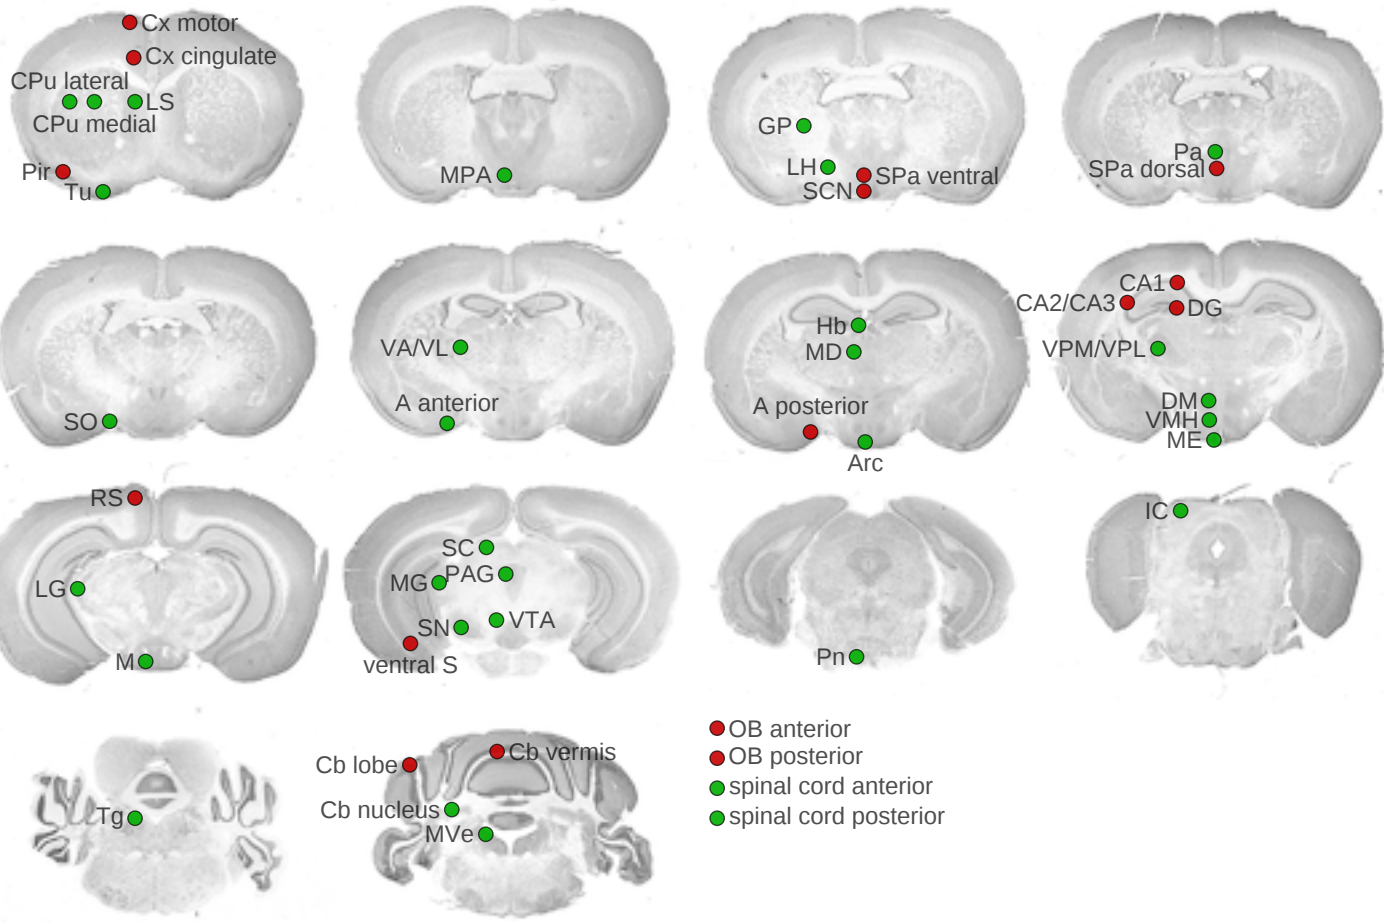 Cx motor
Cx cingulate
CPu lateral
LS
CPu medial
Pir
Tu
MPA
GP
LH
SPa ventral
SCN
Pa
SPa dorsal
SO
VA/VL
A anterior
Hb
MD
A posterior
Arc
CA1
CA2/CA3
DG
VPM/VPL
DM
VMH
ME
RS
LG
M
SC
MG
PAG
SN
VTA
ventral S
Pn
IC
Tg
Cb lobe
Cb vermis
Cb nucleus
MVe
OB anterior
OB posterior
spinal cord anterior
spinal cord posterior